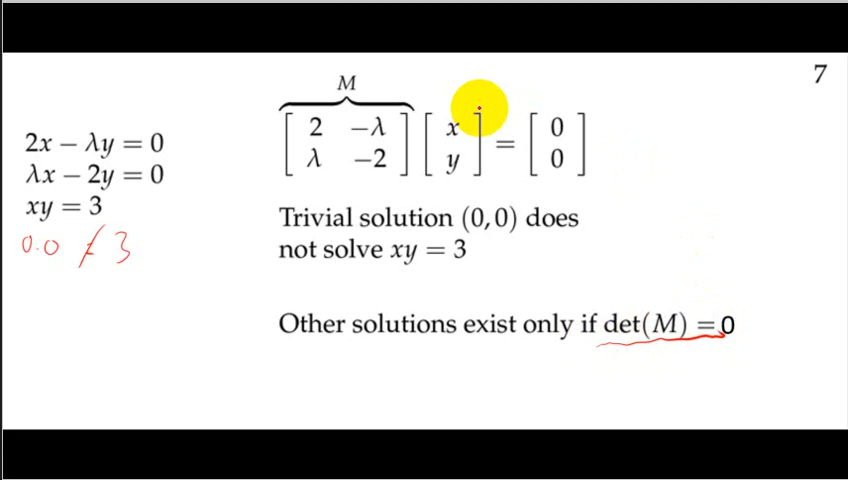 7
M
2x − λy = 0
λx − 2y = 0
xy = 3
0.0 ≠ 3
[ 2 −λ ] [ x ] = [ 0 ]
[ λ −2 ] [ y ] [ 0 ]
Trivial solution (0, 0) does
not solve xy = 3
Other solutions exist only if det(M) = 0